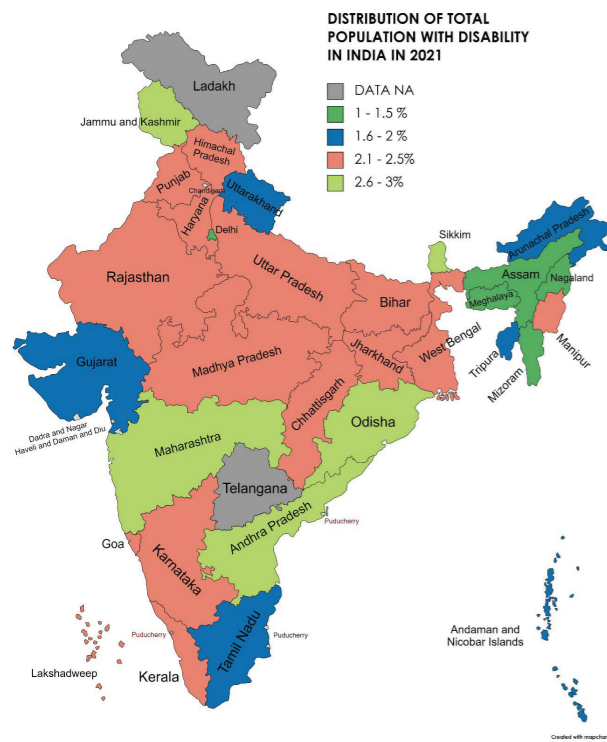 DISTRIBUTION OF TOTAL
POPULATION WITH DISABILITY
IN INDIA IN 2021
DATA NA
1 - 1.5 %
1.6 - 2 %
2.1 - 2.5%
2.6 - 3%
Ladakh
Jammu and Kashmir
Himachal
Pradesh
Punjab
Chandigarh
Uttarakhand
Haryana
Delhi
Rajasthan
Uttar Pradesh
Bihar
Sikkim
Arunachal Pradesh
Assam
Nagaland
Meghalaya
Manipur
Tripura
Mizoram
West Bengal
Jharkhand
Gujarat
Madhya Pradesh
Chhattisgarh
Odisha
Dadra and Nagar
Haveli and Daman and Diu
Maharashtra
Telangana
Andhra Pradesh
Puducherry
Goa
Karnataka
Puducherry
Tamil Nadu
Puducherry
Kerala
Lakshadweep
Andaman and
Nicobar Islands
Created with mapchar